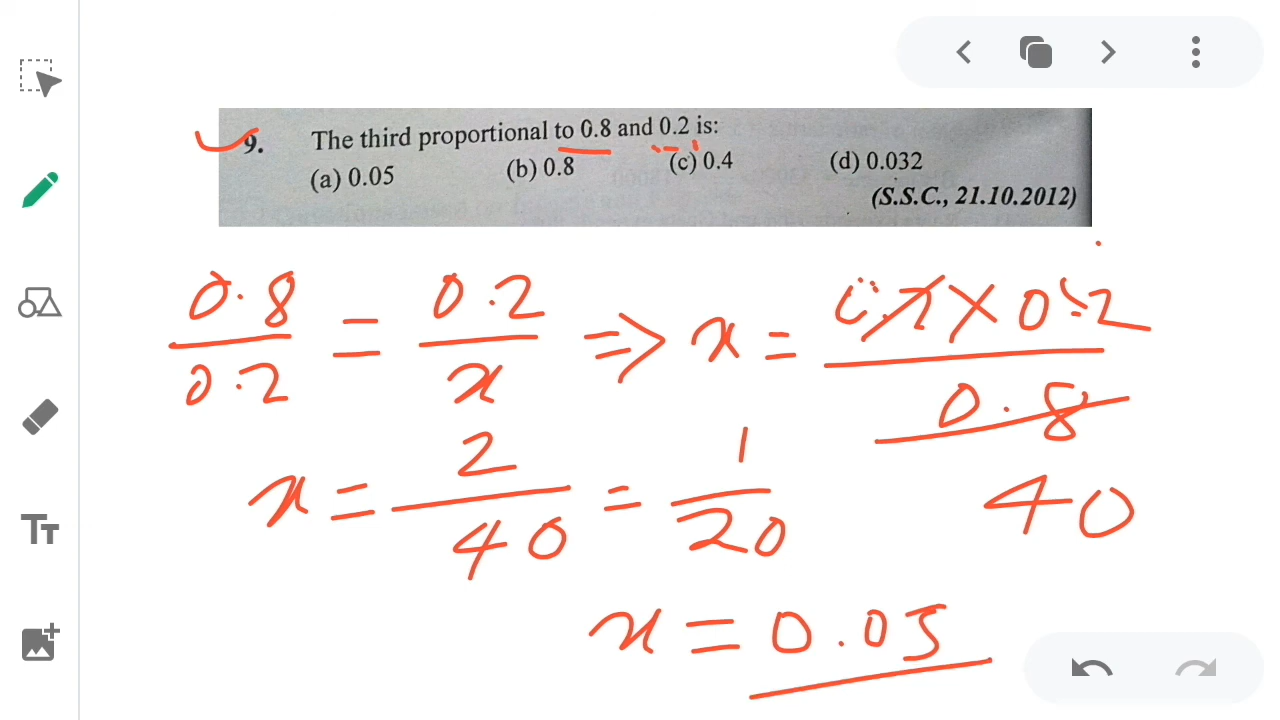 9. The third proportional to 0.8 and 0.2 is:
(a) 0.05 (b) 0.8 (c) 0.4 (d) 0.032
(S.S.C., 21.10.2012)
0.8/0.2 = 0.2/x => x = 0.2 X 0.2/0.8
40
x = 2/40 = 1/20
x = 0.05
Tт